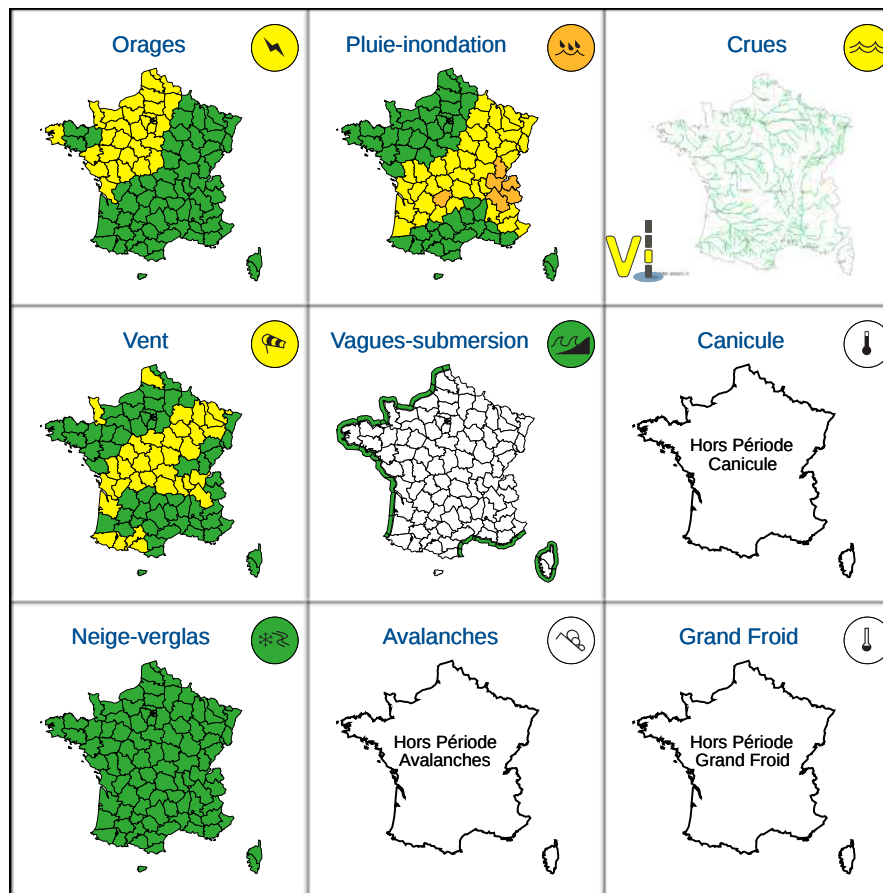 Orages
Pluie-inondation
Crues
Vi
Vent
Vagues-submersion
Canicule
Hors Période
Canicule
Neige-verglas
Avalanches
Grand Froid
Hors Période
Avalanches
Hors Période
Grand Froid